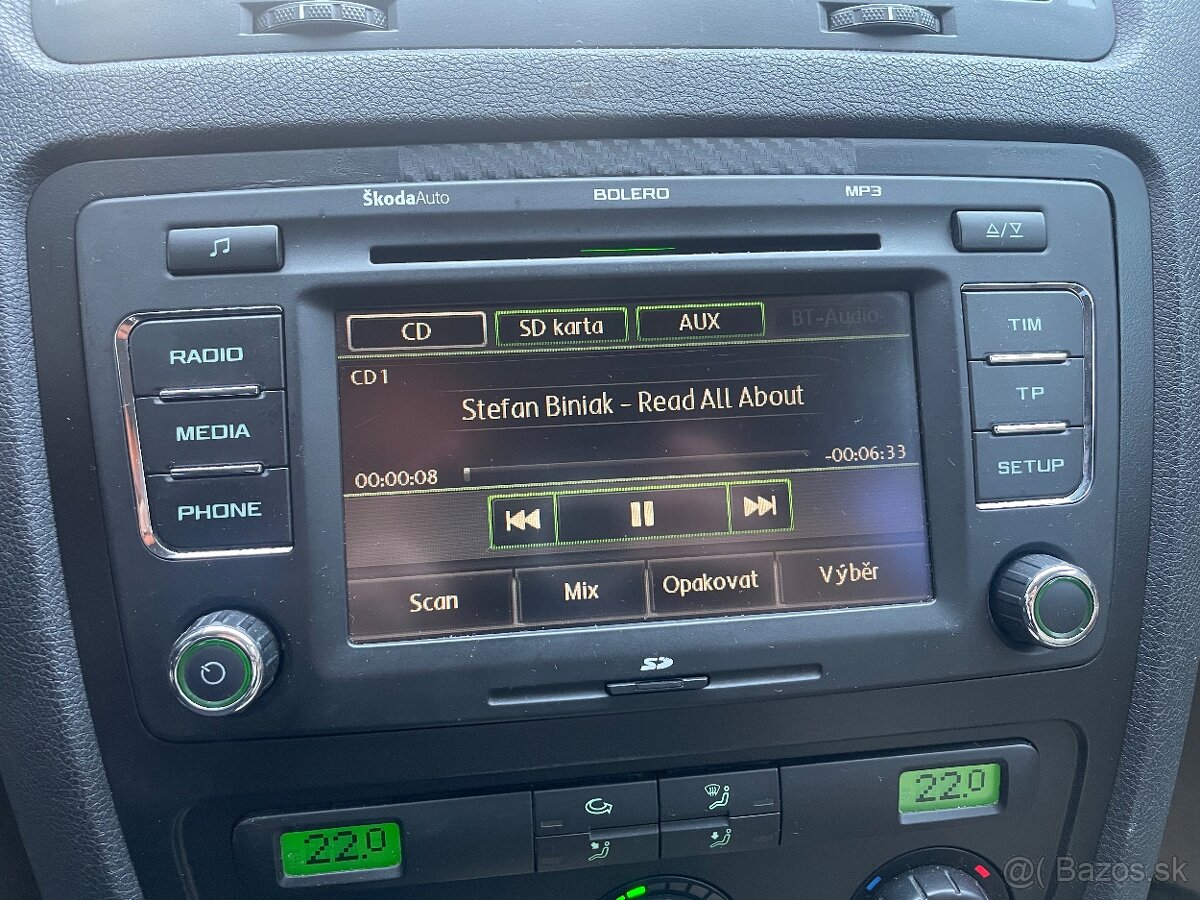 ŠkodaAuto BOLERO MP3
RADIO
MEDIA
PHONE
CD SD karta AUX BT-Audio
CD 1
Stefan Biniak - Read All About
00:00:08 -00:06:33
Scan Mix Opakovat Výběr
TIM
TP
SETUP
SD
22.0 22.0
@( Bazos.sk